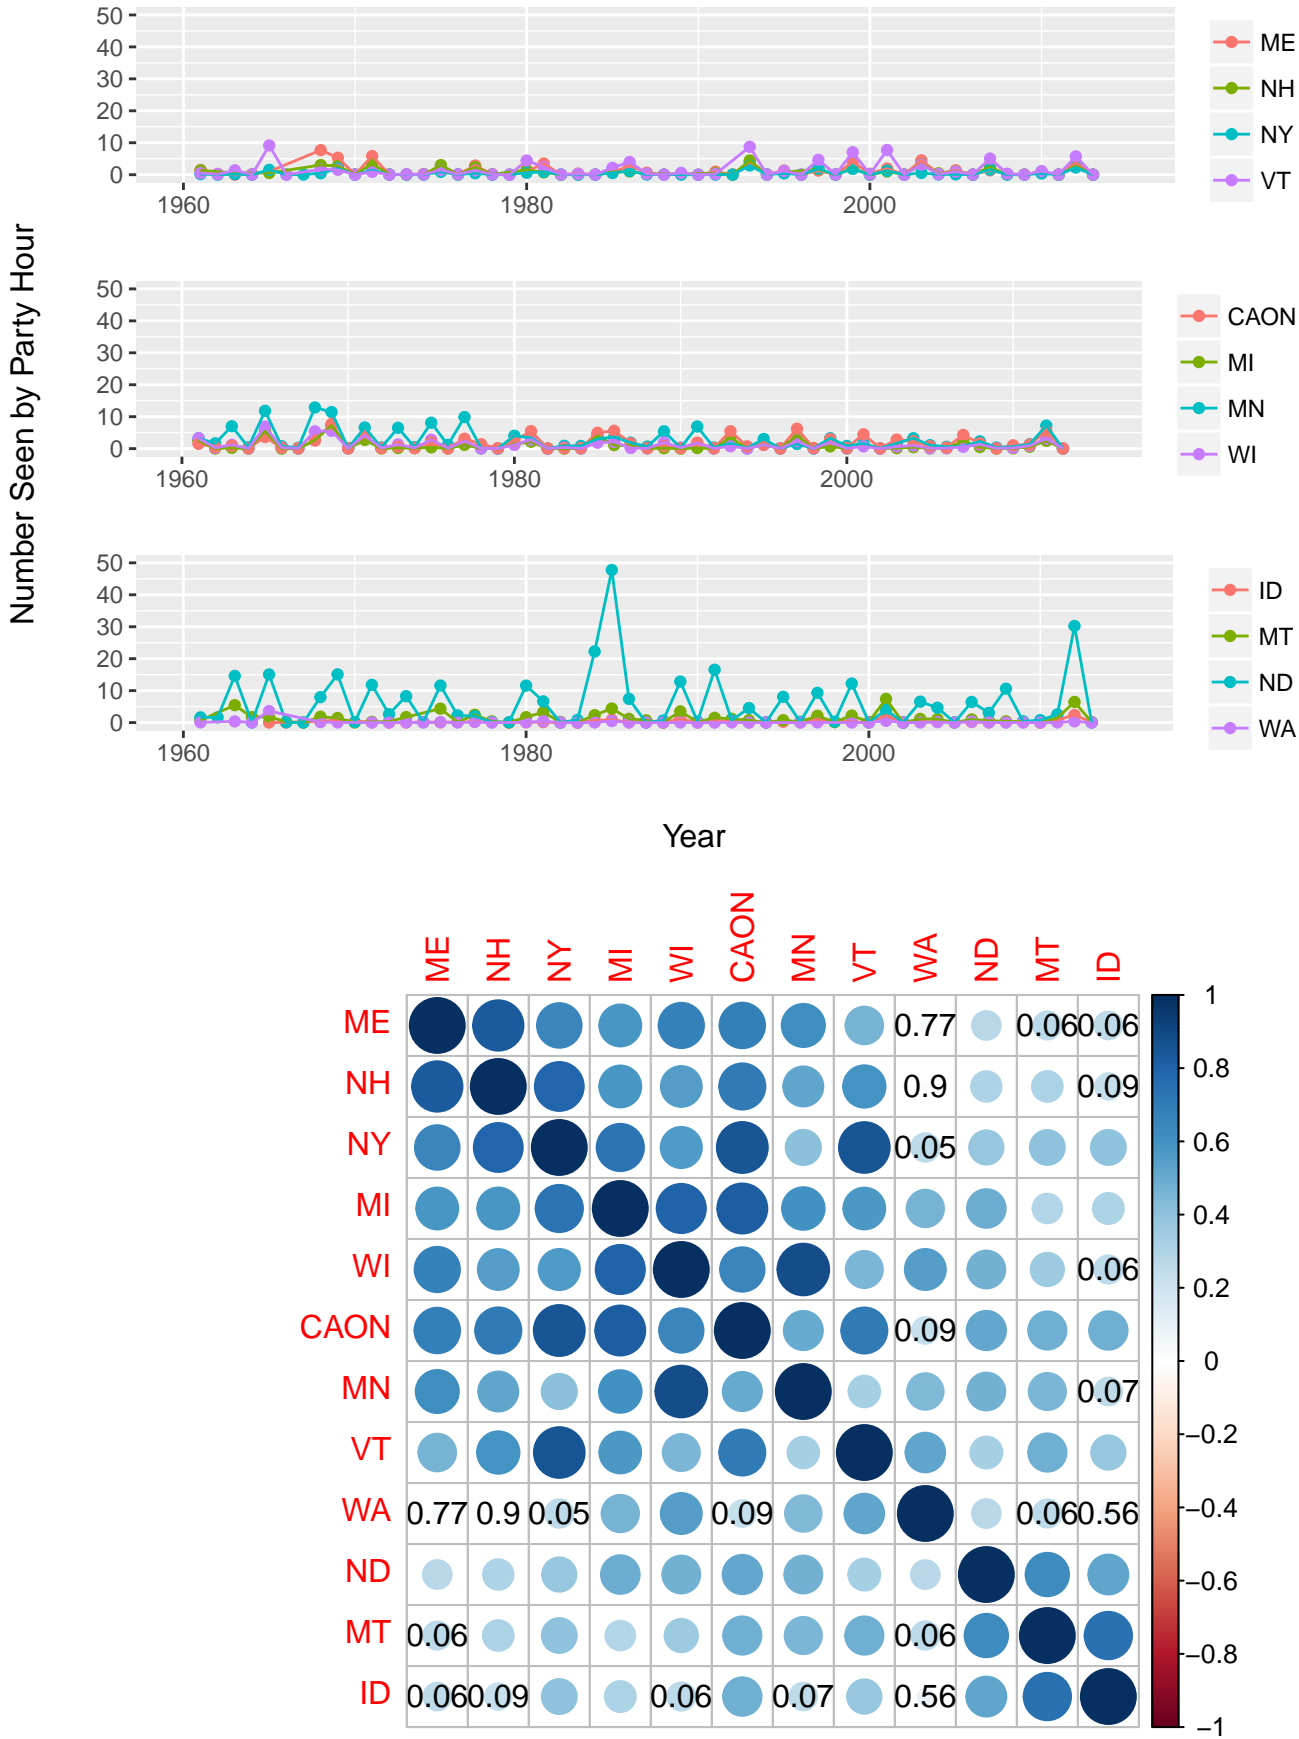 Number Seen by Party Hour
50
40
30
20
10
0
1960 1980 2000
ME
NH
NY
VT
50
40
30
20
10
0
1960 1980 2000
CAON
MI
MN
WI
50
40
30
20
10
0
1960 1980 2000
ID
MT
ND
WA
Year
ME NH NY MI WI CAON MN VT WA ND MT ID
ME 0.77 0.06 0.06
NH 0.9 0.09
NY 0.05
MI
WI 0.06
CAON 0.09
MN 0.07
VT
WA 0.77 0.9 0.05 0.09 0.06 0.56
ND
MT 0.06 0.06
ID 0.06 0.09 0.06 0.07 0.56
1
0.8
0.6
0.4
0.2
0
−0.2
−0.4
−0.6
−0.8
−1